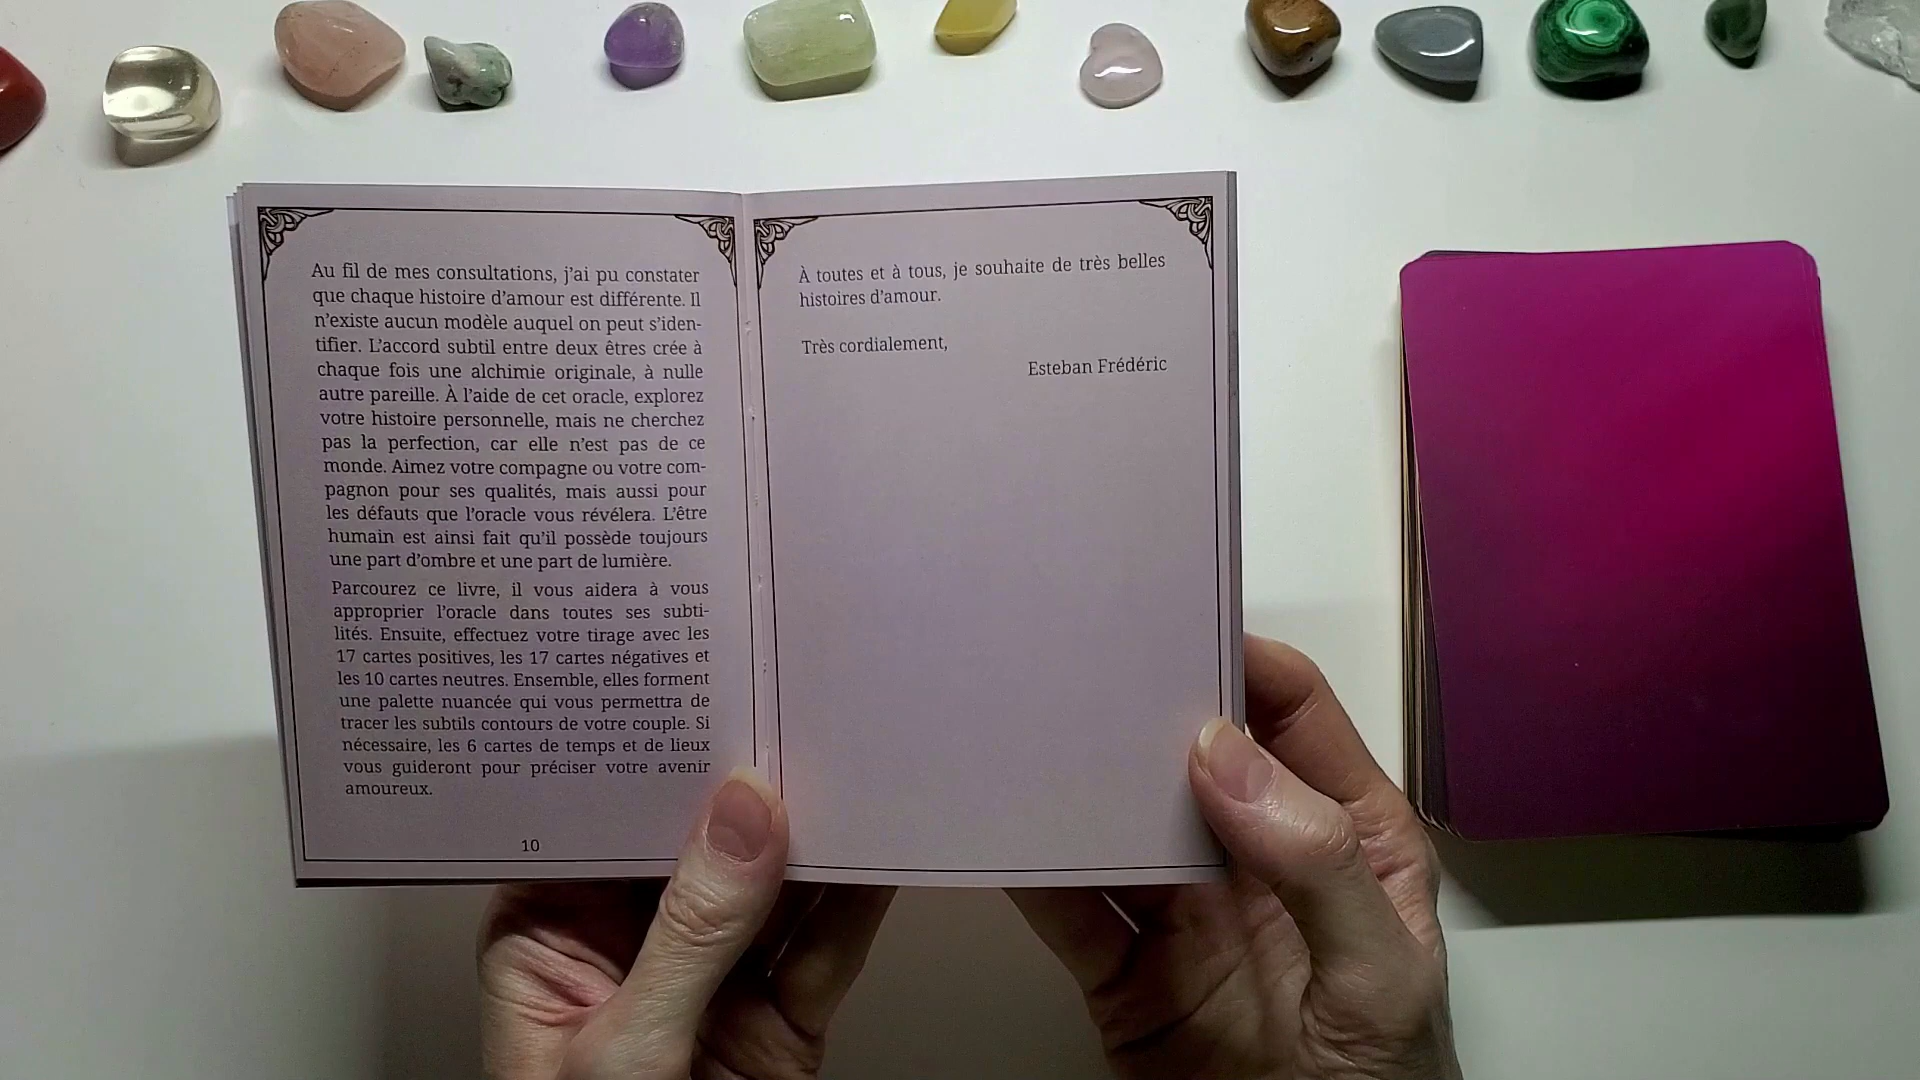 Au fil de mes consultations, j'ai pu constater
que chaque histoire d'amour est différente. Il
n'existe aucun modèle auquel on peut s'iden-
tifier. L'accord subtil entre deux êtres crée à
chaque fois une alchimie originale, à nulle
autre pareille. À l'aide de cet oracle, explorez
votre histoire personnelle, mais ne cherchez
pas la perfection, car elle n'est pas de ce
monde. Aimez votre compagne ou votre com-
pagnon pour ses qualités, mais aussi pour
les défauts que l'oracle vous révélera. L'être
humain est ainsi fait qu'il possède toujours
une part d'ombre et une part de lumière.
Parcourez ce livre, il vous aidera à vous
approprier l'oracle dans toutes ses subti-
lités. Ensuite, effectuez votre tirage avec les
17 cartes positives, les 17 cartes négatives et
les 10 cartes neutres. Ensemble, elles forment
une palette nuancée qui vous permettra de
tracer les subtils contours de votre couple. Si
nécessaire, les 6 cartes de temps et de lieux
vous guideront pour préciser votre avenir
amoureux.
10
À toutes et à tous, je souhaite de très belles
histoires d'amour.
Très cordialement,
Esteban Frédéric